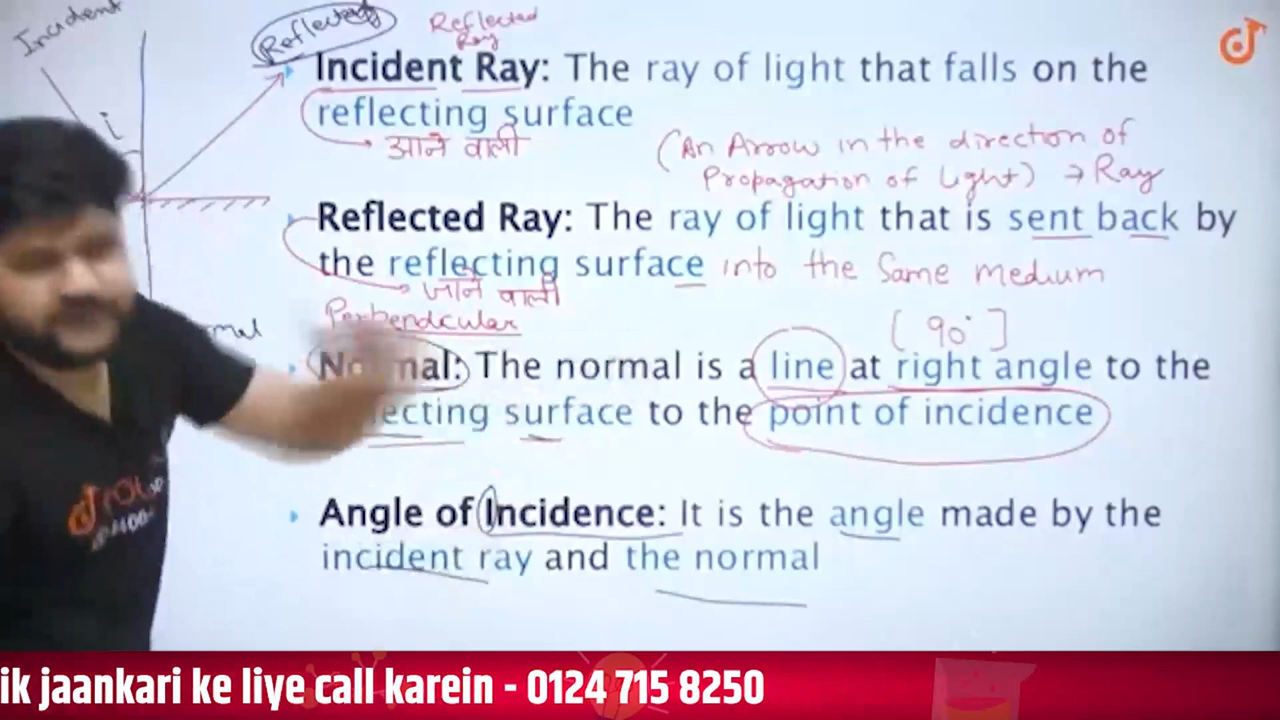 Incident
Reflected
Reflected
Ray
i
Incident Ray: The ray of light that falls on the
reflecting surface
आने वाली
(An Arrow in the direction of
Propagation of Light) → Ray
Reflected Ray: The ray of light that is sent back by
the reflecting surface into the Same medium
जाने वाली
Perpendcular
[90°]
Normal: The normal is a line at right angle to the
surface to the point of incidence
Angle of Incidence: It is the angle made by the
incident ray and the normal
ik jaankari ke liye call karein - 0124 715 8250